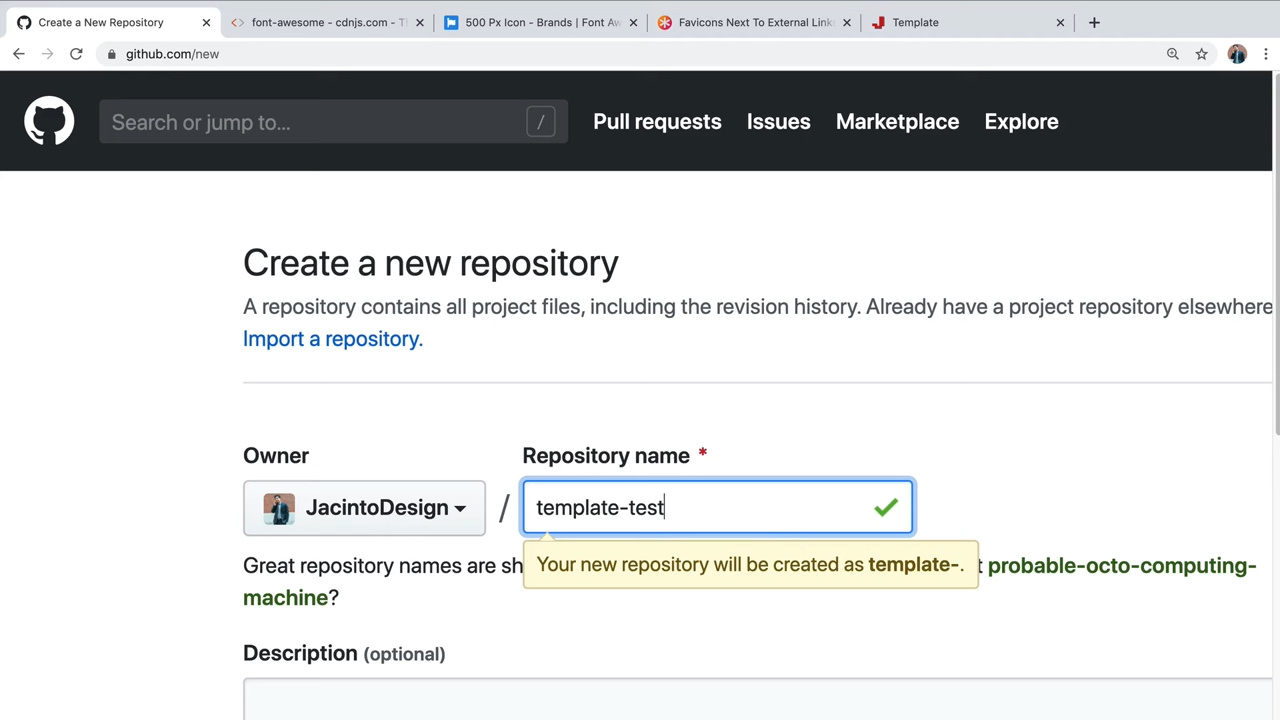 Create a New Repository
font-awesome - cdnjs.com - Th
500 Px Icon - Brands | Font Aw
Favicons Next To External Links
Template
github.com/new
Search or jump to...
/
Pull requests
Issues
Marketplace
Explore
Create a new repository
A repository contains all project files, including the revision history. Already have a project repository elsewhere
Import a repository.
Owner
Repository name *
JacintoDesign
/
template-test
Your new repository will be created as template-.
Great repository names are sh t probable-octo-computing-
machine?
Description (optional)